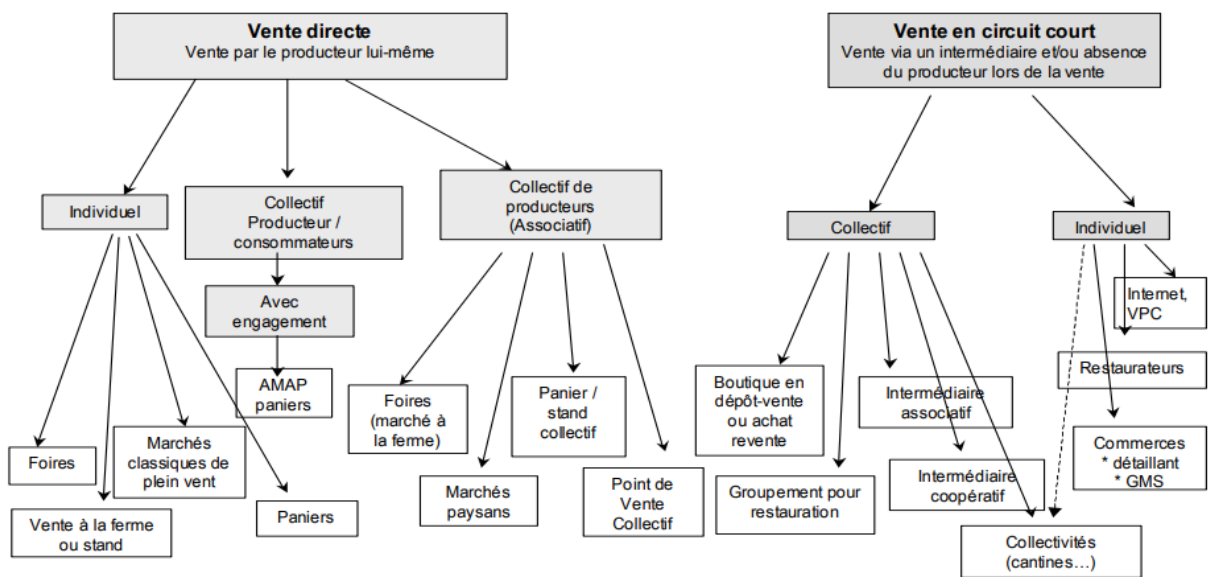 Vente directe
Vente par le producteur lui-même
Vente en circuit court
Vente via un intermédiaire et/ou absence
du producteur lors de la vente
Individuel
Collectif
Producteur /
consommateurs
Collectif de
producteurs
(Associatif)
Collectif
Individuel
Avec
engagement
Internet,
VPC
AMAP
paniers
Foires
(marché à
la ferme)
Panier /
stand
collectif
Boutique en
dépôt-vente
ou achat
revente
Intermédiaire
associatif
Restaurateurs
Foires
Marchés
classiques de
plein vent
Commerces
* détaillant
* GMS
Vente à la ferme
ou stand
Paniers
Marchés
paysans
Point de
Vente
Collectif
Groupement pour
restauration
Intermédiaire
coopératif
Collectivités
(cantines…)